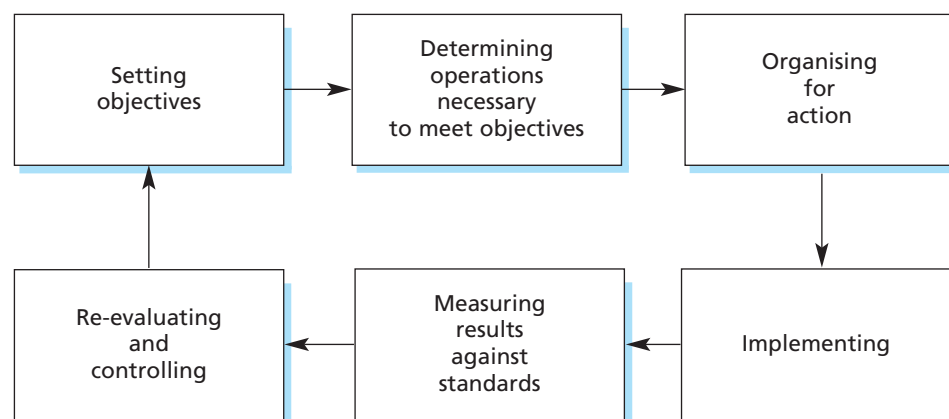 Setting
objectives
Determining
operations
necessary
to meet objectives
Organising
for
action
Implementing
Measuring
results
against
standards
Re-evaluating
and
controlling